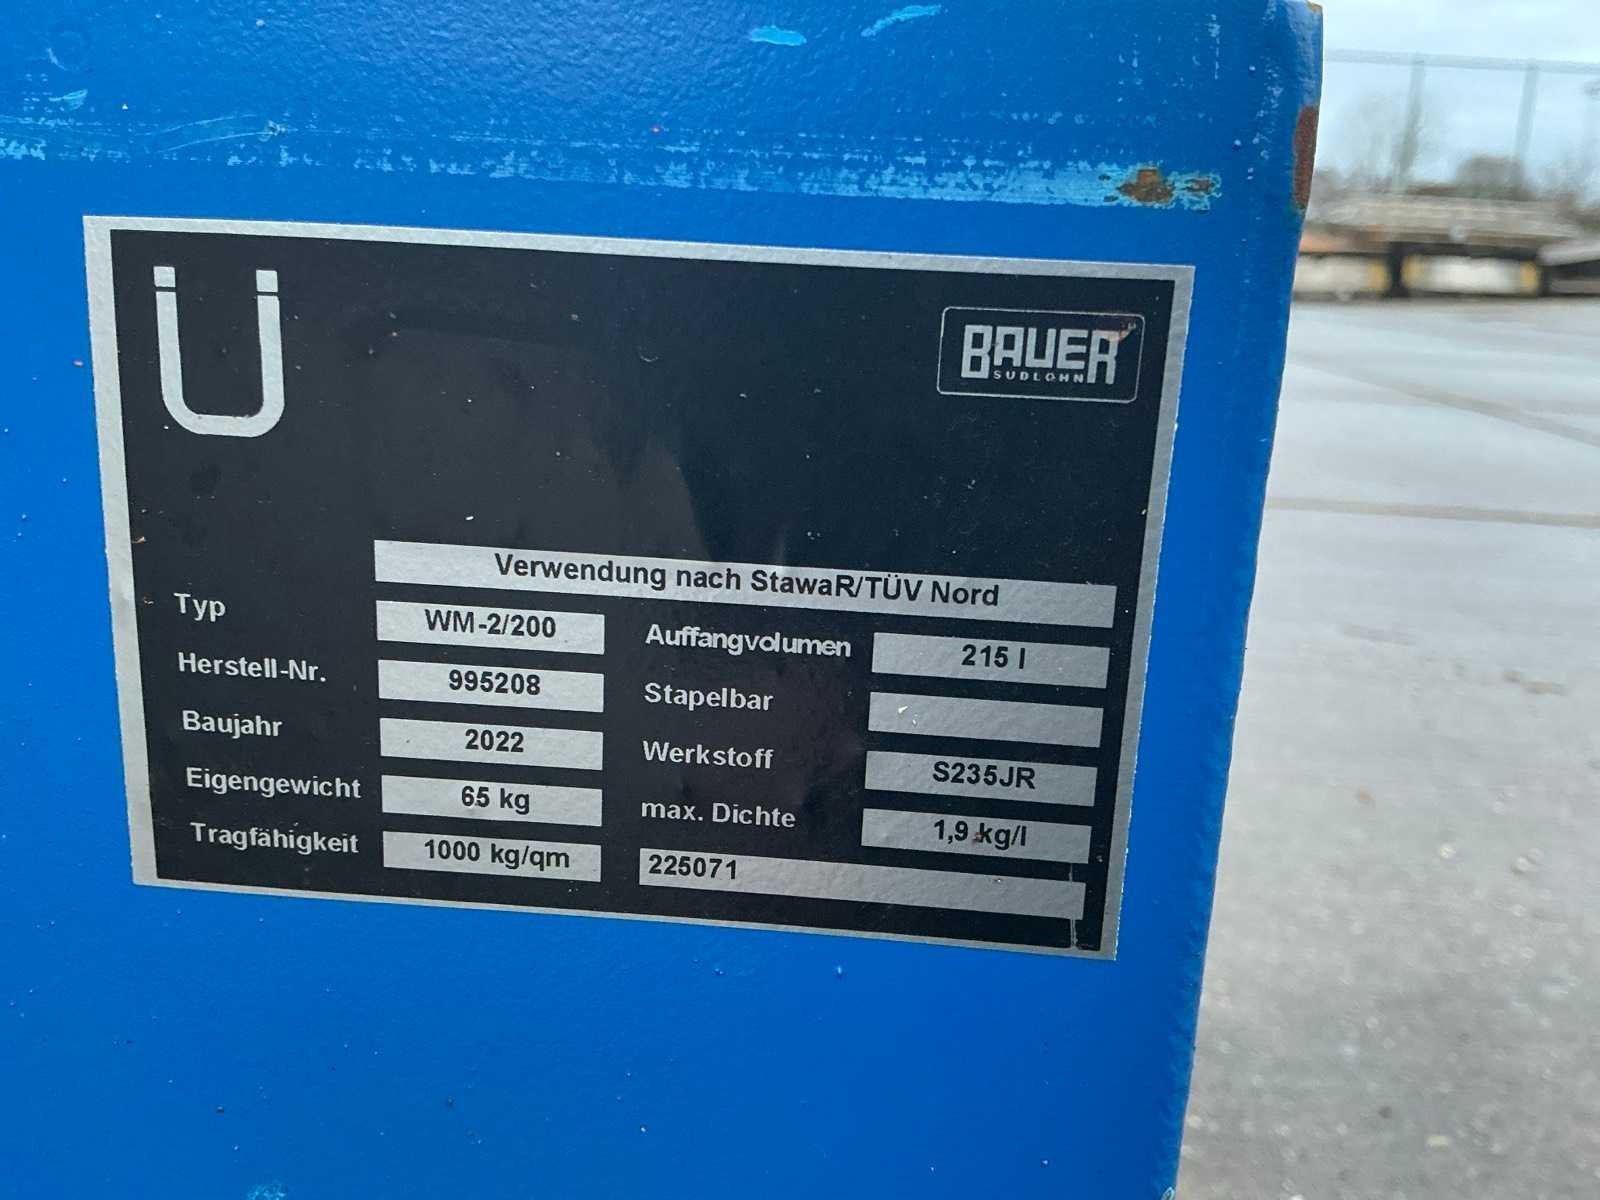 Ü
BAUER
SÜDLOHN
Verwendung nach StawaR/TÜV Nord
Typ WM-2/200 Auffangvolumen 215 l
Herstell-Nr. 995208 Stapelbar
Baujahr 2022 Werkstoff S235JR
Eigengewicht 65 kg max. Dichte 1,9 kg/l
Tragfähigkeit 1000 kg/qm 225071